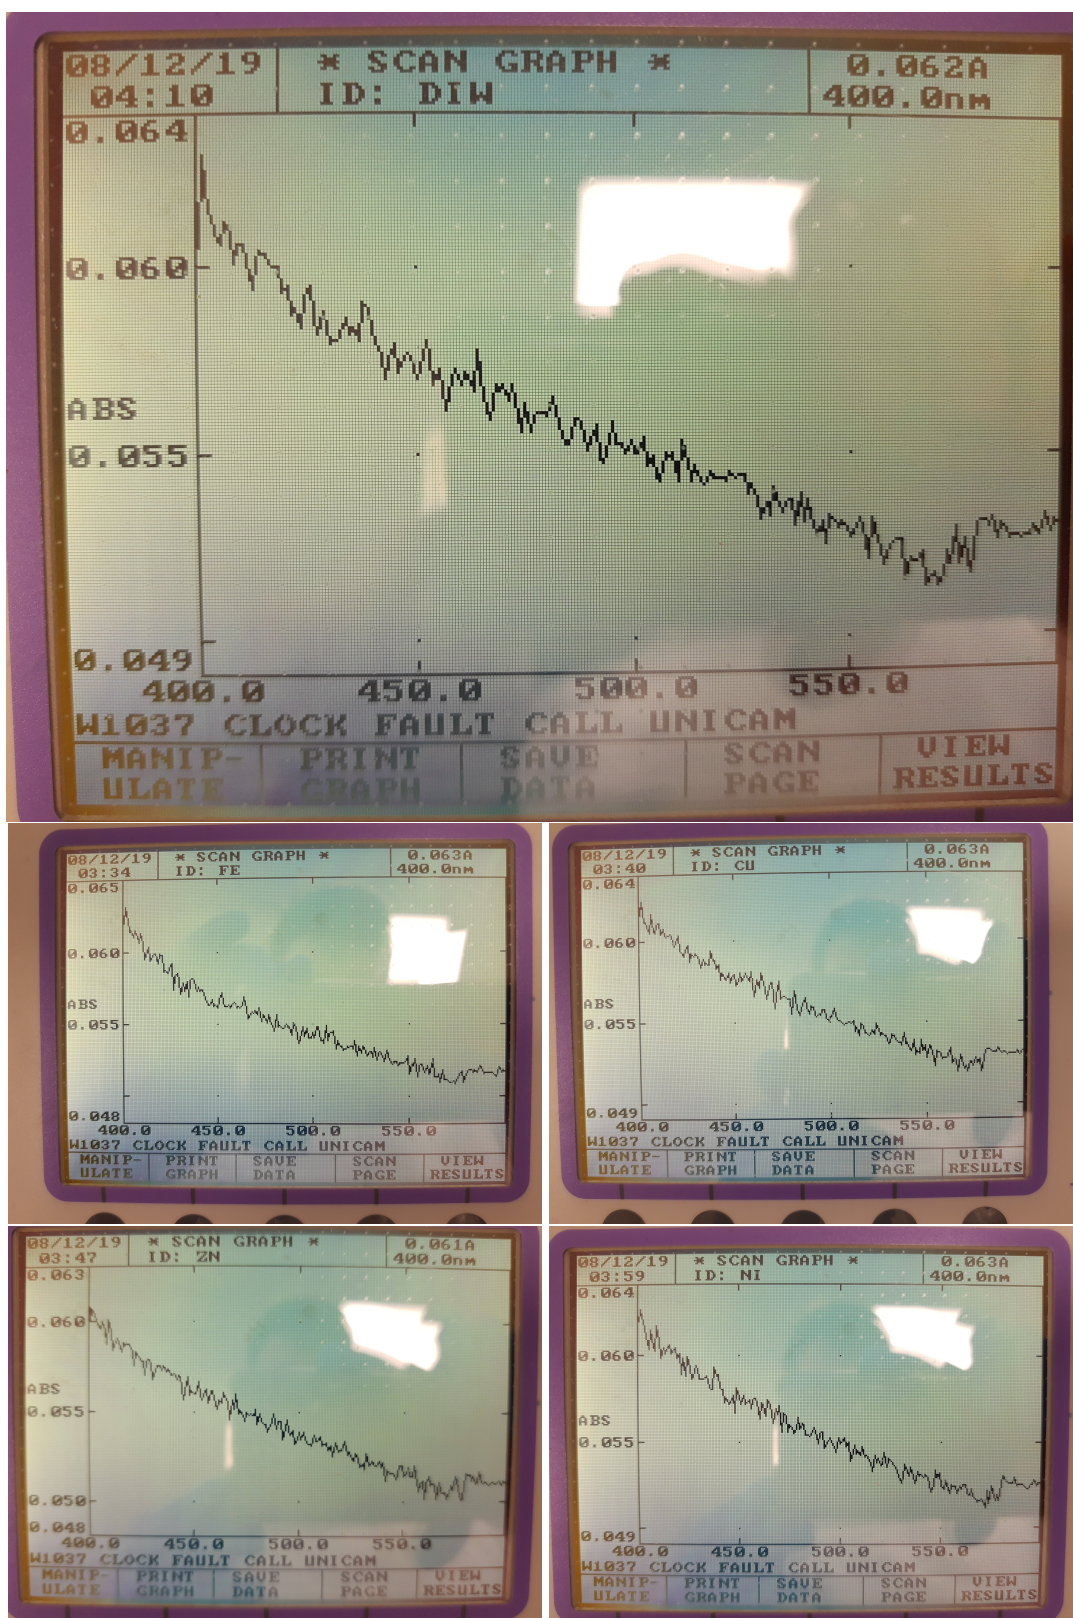 08/12/19 * SCAN GRAPH * 0.062A
04:10 ID: DIW 400.0nm
0.064
0.060
ABS
0.055
0.049
400.0 450.0 500.0 550.0
W1037 CLOCK FAULT CALL UNICAM
MANIP- PRINT SAVE SCAN VIEW
ULATE GRAPH DATA PAGE RESULTS
08/12/19 * SCAN GRAPH * 0.063A
03:34 ID: FE 400.0nm
0.065
0.060
ABS
0.055
0.048
400.0 450.0 500.0 550.0
W1037 CLOCK FAULT CALL UNICAM
MANIP- PRINT SAVE SCAN VIEW
ULATE GRAPH DATA PAGE RESULTS
08/12/19 * SCAN GRAPH * 0.063A
03:40 ID: CU 400.0nm
0.064
0.060
ABS
0.055
0.049
400.0 450.0 500.0 550.0
W1037 CLOCK FAULT CALL UNICAM
MANIP- PRINT SAVE SCAN VIEW
ULATE GRAPH DATA PAGE RESULTS
08/12/19 * SCAN GRAPH * 0.061A
03:47 ID: ZN 400.0nm
0.063
0.060
ABS
0.055
0.050
0.048
400.0 450.0 500.0 550.0
W1037 CLOCK FAULT CALL UNICAM
MANIP- PRINT SAVE SCAN VIEW
ULATE GRAPH DATA PAGE RESULTS
08/12/19 * SCAN GRAPH * 0.063A
03:59 ID: NI 400.0nm
0.064
0.060
ABS
0.055
0.049
400.0 450.0 500.0 550.0
W1037 CLOCK FAULT CALL UNICAM
MANIP- PRINT SAVE SCAN VIEW
ULATE GRAPH DATA PAGE RESULTS